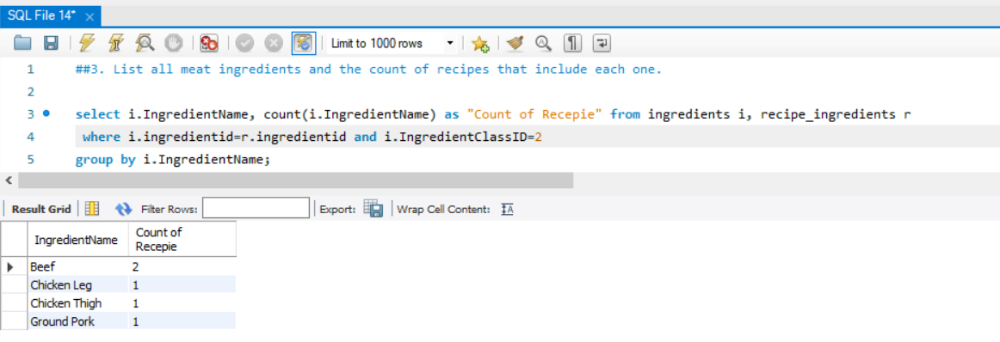 SQL File 14*
Limit to 1000 rows
1 ##3. List all meat ingredients and the count of recipes that include each one.
2
3 select i.IngredientName, count(i.IngredientName) as "Count of Recepie" from ingredients i, recipe_ingredients r
4 where i.ingredientid=r.ingredientid and i.IngredientClassID=2
5 group by i.IngredientName;
Result Grid Filter Rows: Export: Wrap Cell Content:
IngredientName Count of
Recepie
Beef 2
Chicken Leg 1
Chicken Thigh 1
Ground Pork 1